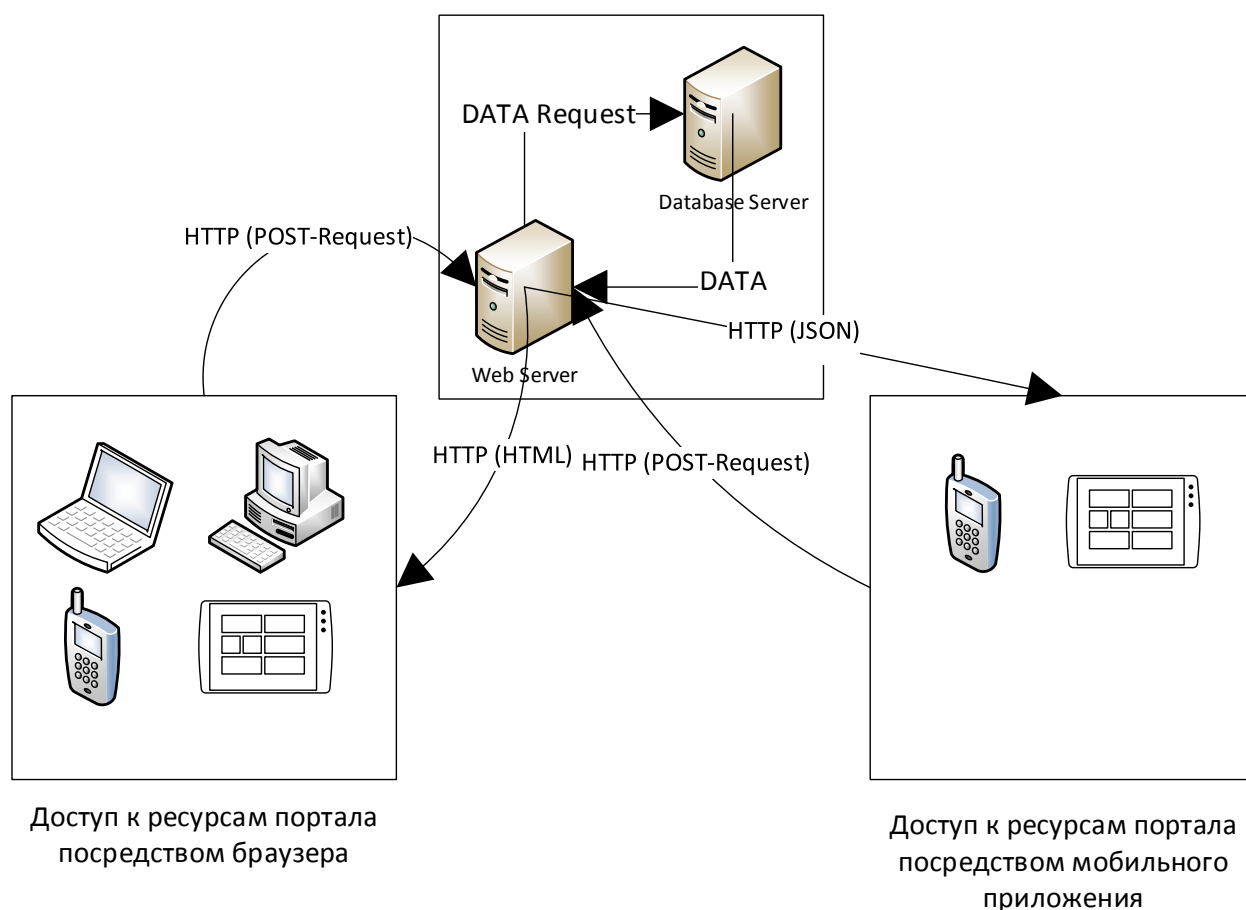 DATA Request
Database Server
HTTP (POST-Request)
DATA
HTTP (JSON)
Web Server
HTTP (HTML)
HTTP (POST-Request)
Доступ к ресурсам портала
посредством браузера
Доступ к ресурсам портала
посредством мобильного
приложения